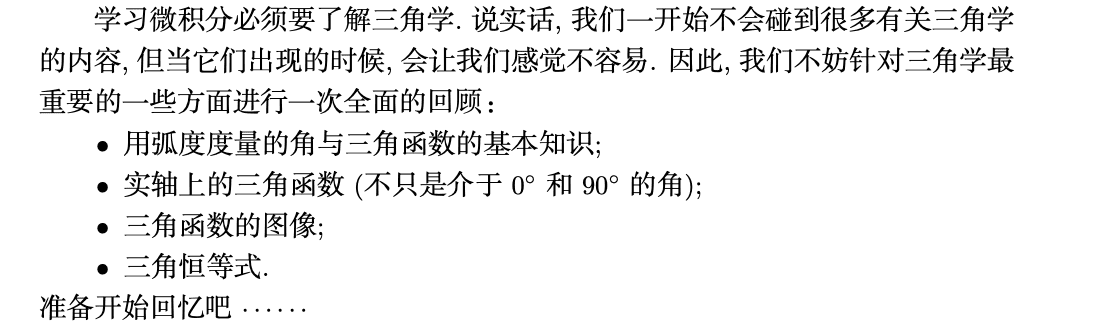 学习微积分必须要了解三角学. 说实话, 我们一开始不会碰到很多有关三角学
的内容, 但当它们出现的时候, 会让我们感觉不容易. 因此, 我们不妨针对三角学最
重要的一些方面进行一次全面的回顾：
• 用弧度度量的角与三角函数的基本知识;
• 实轴上的三角函数 (不只是介于 0° 和 90° 的角);
• 三角函数的图像;
• 三角恒等式.
准备开始回忆吧 ······